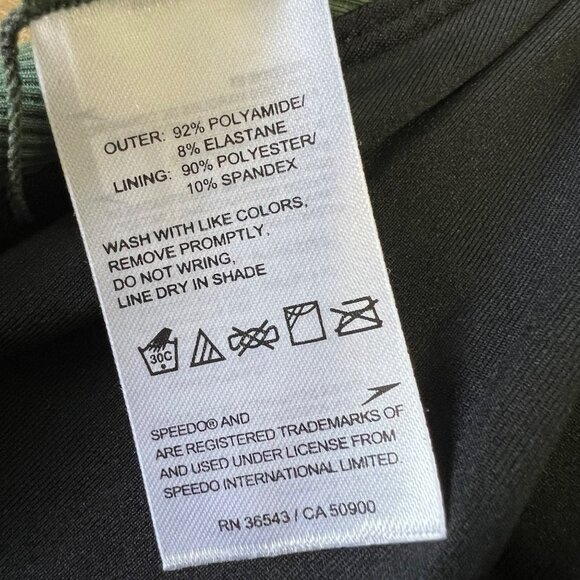 OUTER: 92% POLYAMIDE/
8% ELASTANE
LINING: 90% POLYESTER/
10% SPANDEX
WASH WITH LIKE COLORS,
REMOVE PROMPTLY,
DO NOT WRING,
LINE DRY IN SHADE
30C
SPEEDO® AND
ARE REGISTERED TRADEMARKS OF
AND USED UNDER LICENSE FROM
SPEEDO INTERNATIONAL LIMITED.
RN 36543 / CA 50900